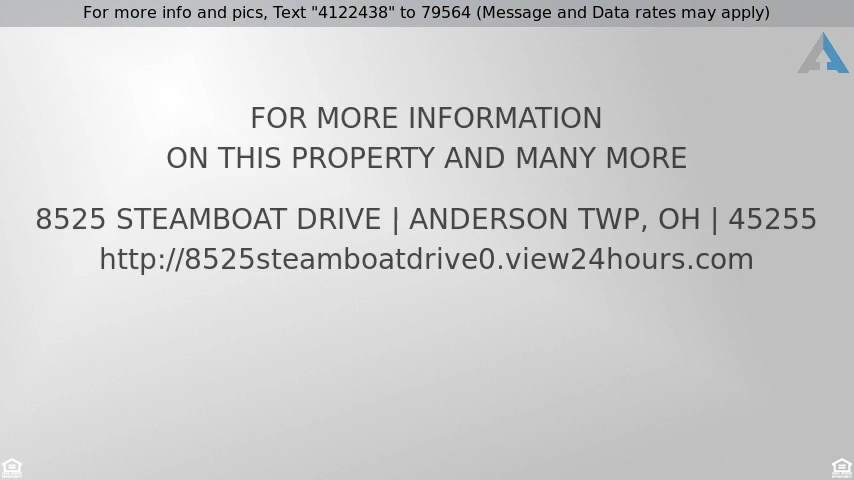 For more info and pics, Text "4122438" to 79564 (Message and Data rates may apply)
FOR MORE INFORMATION
ON THIS PROPERTY AND MANY MORE
8525 STEAMBOAT DRIVE | ANDERSON TWP, OH | 45255
http://8525steamboatdrive0.view24hours.com